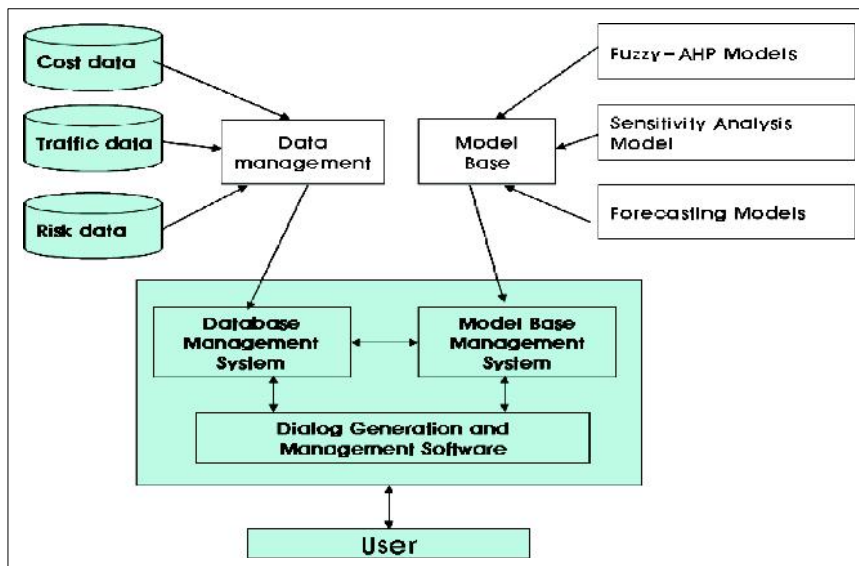 Cost data
Traffic data
Risk data
Data
management
Model
Base
Fuzzy-AHP Models
Sensitivity Analysis
Model
Forecasting Models
Database
Management
System
Model Base
Management
System
Dialog Generation and
Management Software
User